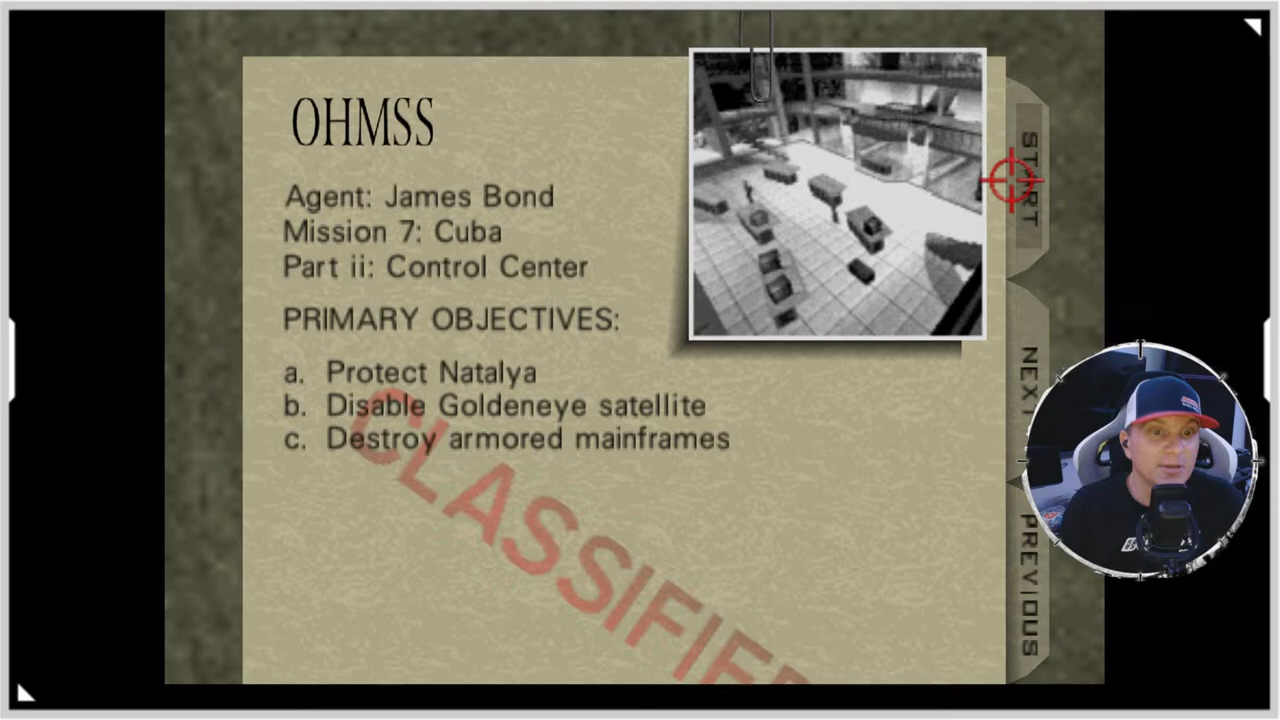 OHMSS
Agent: James Bond
Mission 7: Cuba
Part ii: Control Center
PRIMARY OBJECTIVES:
a. Protect Natalya
b. Disable Goldeneye satellite
c. Destroy armored mainframes
CLASSIFIE
START
NEXT
PREVIOUS